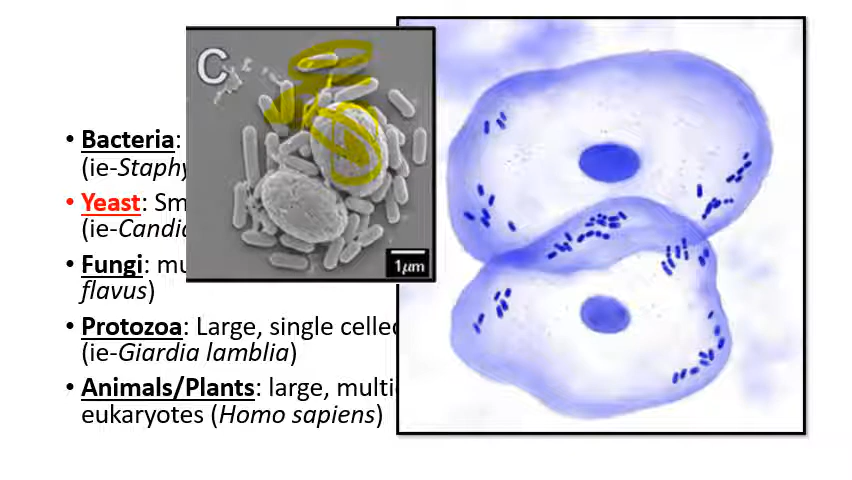 C
1μm
• Bacteria:
(ie-Staphy
• Yeast: Sm
(ie-Candid
• Fungi: mu
flavus)
• Protozoa: Large, single celled
(ie-Giardia lamblia)
• Animals/Plants: large, multi
eukaryotes (Homo sapiens)